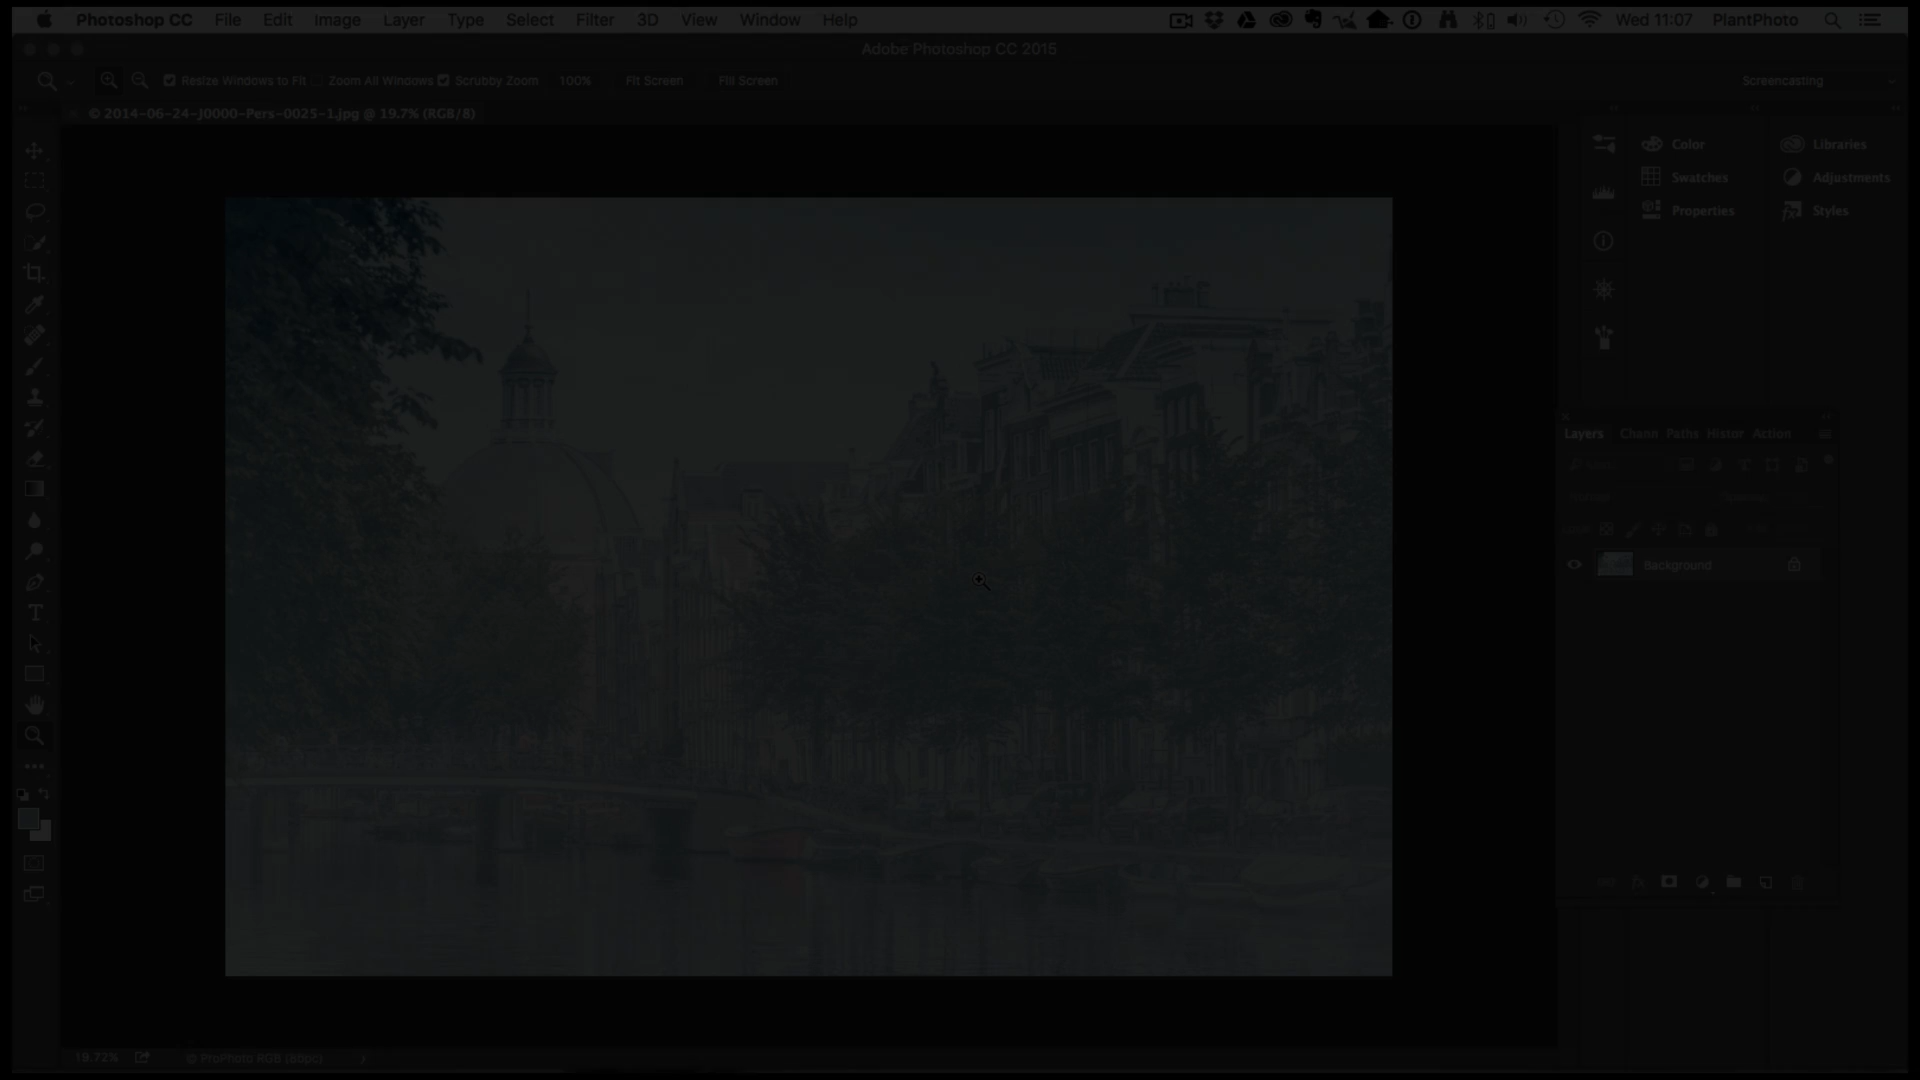 Photoshop CC File Edit Image Layer Type Select Filter 3D View Window Help Wed 11:07 PlantPhoto
Adobe Photoshop CC 2015
Resize Windows to Fit Zoom All Windows Scrubby Zoom 100% Fit Screen Fill Screen Screencasting
© 2014-06-24-J0000-Pers-0025-1.jpg @ 19.7% (RGB/8)
Color Libraries
Swatches Adjustments
Properties Styles
Layers Chann Paths Histor Action
Background
19.72% ProPhoto RGB (8bpc)